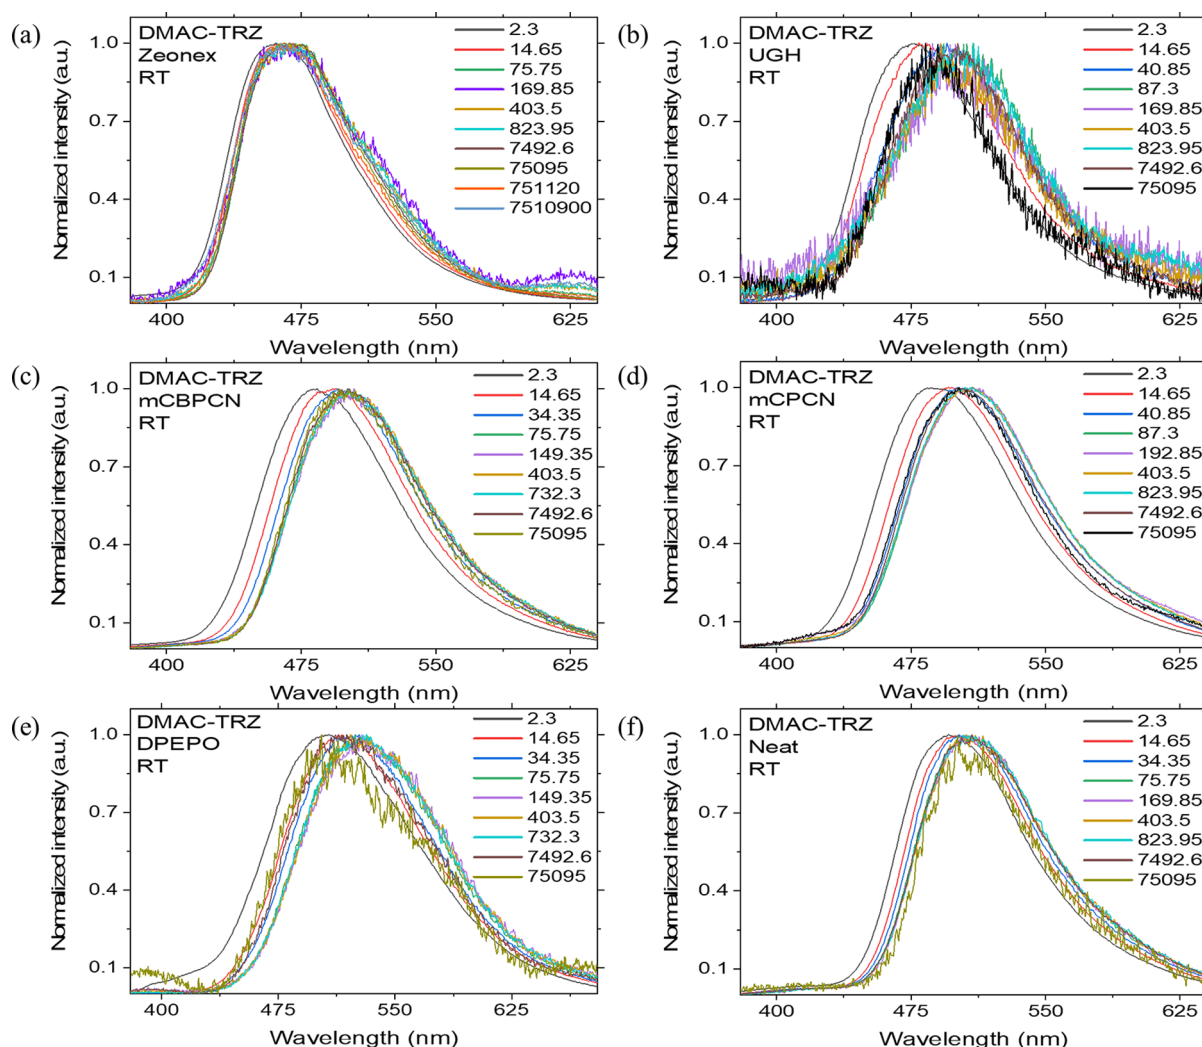 (a)
DMAC-TRZ
Zeonex
RT
2.3
14.65
75.75
169.85
403.5
823.95
7492.6
75095
751120
7510900
1.0
0.7
0.4
0.1
Normalized intensity (a.u.)
400 475 550 625
Wavelength (nm)
(b)
DMAC-TRZ
UGH
RT
2.3
14.65
40.85
87.3
169.85
403.5
823.95
7492.6
75095
1.0
0.7
0.4
0.1
Normalized intensity (a.u.)
400 475 550 625
Wavelength (nm)
(c)
DMAC-TRZ
mCBPCN
RT
2.3
14.65
34.35
75.75
149.35
403.5
732.3
7492.6
75095
1.0
0.7
0.4
0.1
Normalized intensity (a.u.)
400 475 550 625
Wavelength (nm)
(d)
DMAC-TRZ
mCPCN
RT
2.3
14.65
40.85
87.3
192.85
403.5
823.95
7492.6
75095
1.0
0.7
0.4
0.1
Normalized intensity (a.u.)
400 475 550 625
Wavelength (nm)
(e)
DMAC-TRZ
DPEPO
RT
2.3
14.65
34.35
75.75
149.35
403.5
732.3
7492.6
75095
1.0
0.7
0.4
0.1
Normalized intensity (a.u.)
400 475 550 625
Wavelength (nm)
(f)
DMAC-TRZ
Neat
RT
2.3
14.65
34.35
75.75
169.85
403.5
823.95
7492.6
75095
1.0
0.7
0.4
0.1
Normalized intensity (a.u.)
400 475 550 625
Wavelength (nm)